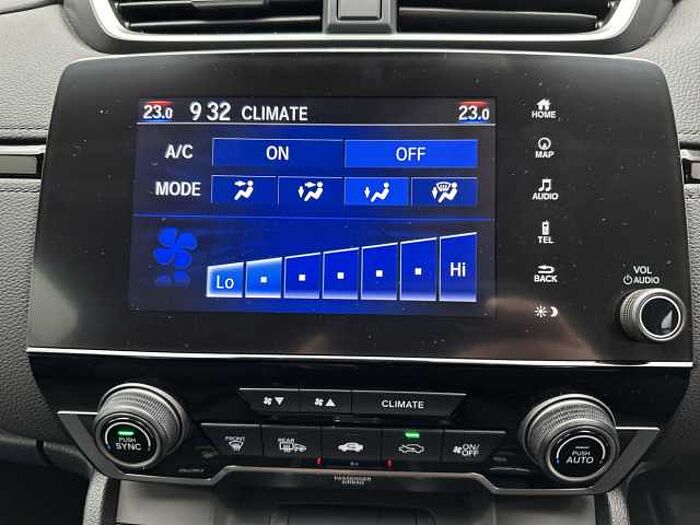 23.0 9 32 CLIMATE 23.0
A/C ON OFF
MODE
Lo Hi
HOME
MAP
AUDIO
TEL
BACK
VOL
AUDIO
CLIMATE
PUSH
SYNC
FRONT
REAR
ON/
OFF
PUSH
AUTO
PASSENGER
AIRBAG